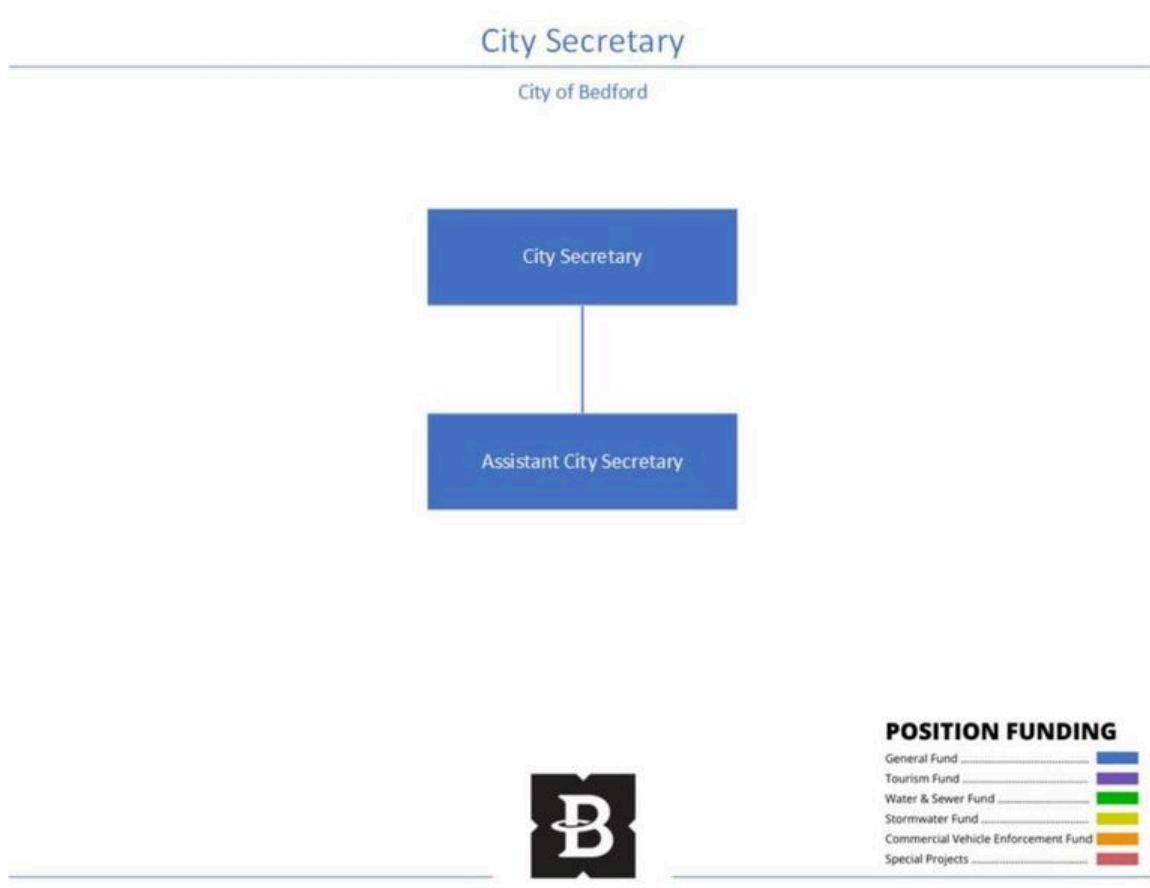 City Secretary
City of Bedford
City Secretary
Assistant City Secretary
POSITION FUNDING
General Fund
Tourism Fund
Water & Sewer Fund
Stormwater Fund
Commercial Vehicle Enforcement Fund
Special Projects
B